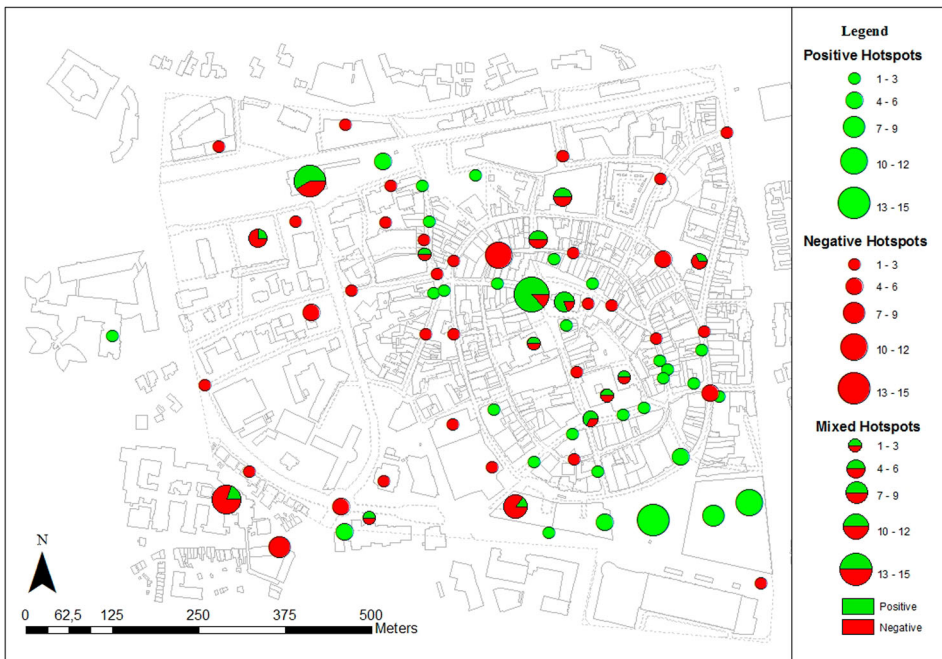 Legend
Positive Hotspots
1 - 3
4 - 6
7 - 9
10 - 12
13 - 15
Negative Hotspots
1 - 3
4 - 6
7 - 9
10 - 12
13 - 15
Mixed Hotspots
1 - 3
4 - 6
7 - 9
10 - 12
13 - 15
Positive
Negative
N
0 62,5 125 250 375 500
Meters